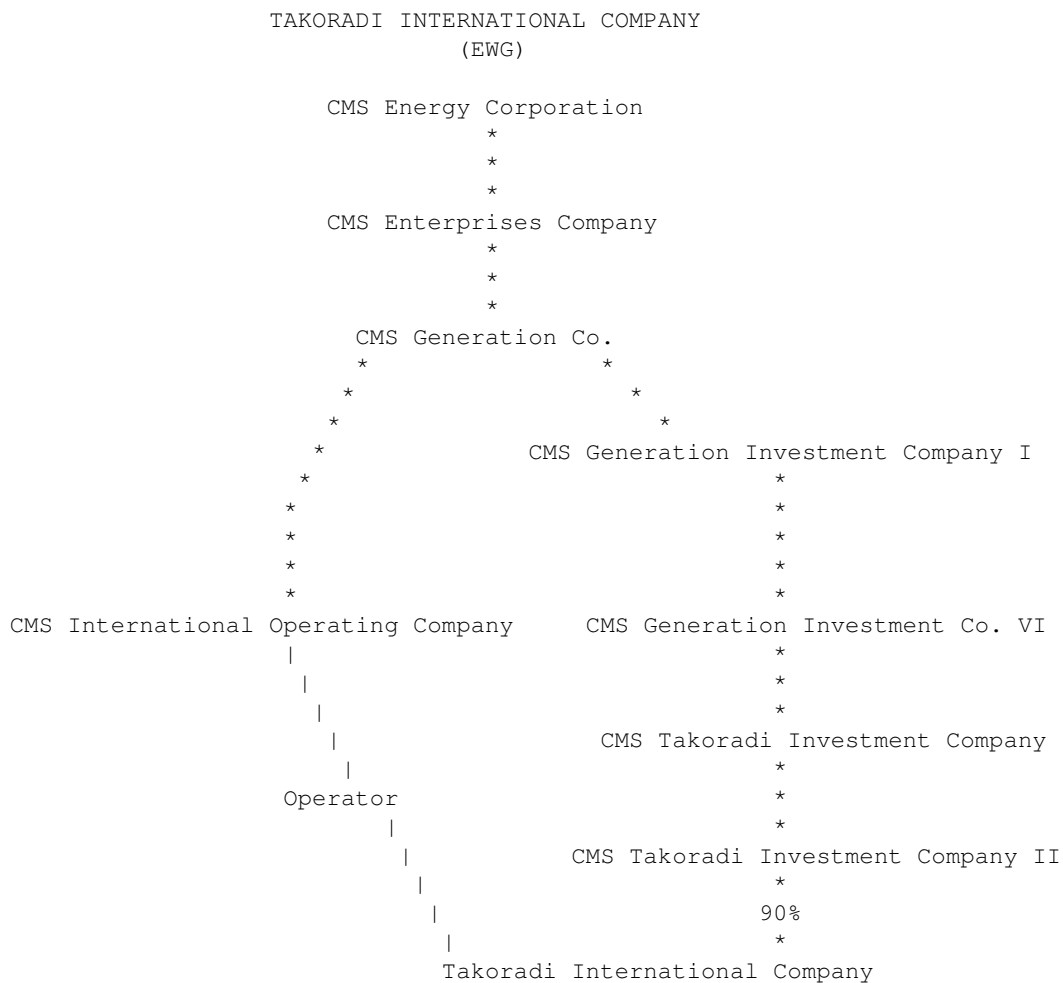 TAKORADI INTERNATIONAL COMPANY
(EWG)
CMS Energy Corporation
*
*
*
CMS Enterprises Company
*
*
*
CMS Generation Co.
* *
* *
* *
* CMS Generation Investment Company I
* *
* *
* *
* *
* *
CMS International Operating Company CMS Generation Investment Co. VI
| *
| *
| *
| CMS Takoradi Investment Company
| *
Operator *
| *
| CMS Takoradi Investment Company II
| *
| 90%
| *
Takoradi International Company